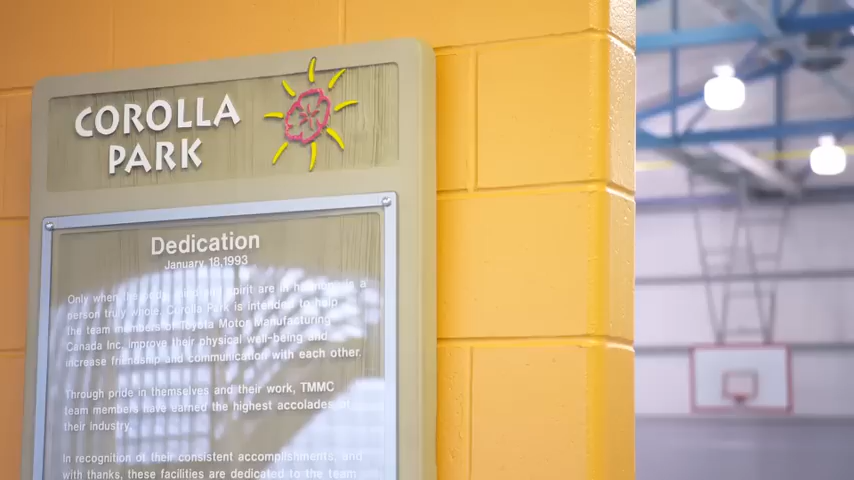 COROLLA
PARK
Dedication
January 18, 1993
Only when the body, mind and spirit are in harmony is a
person truly whole. Corolla Park is intended to help
the team members of Toyota Motor Manufacturing
Canada Inc. improve their physical well-being and
increase friendship and communication with each other.
Through pride in themselves and their work, TMMC
team members have earned the highest accolades of
their industry.
In recognition of their consistent accomplishments, and
with thanks, these facilities are dedicated to the team